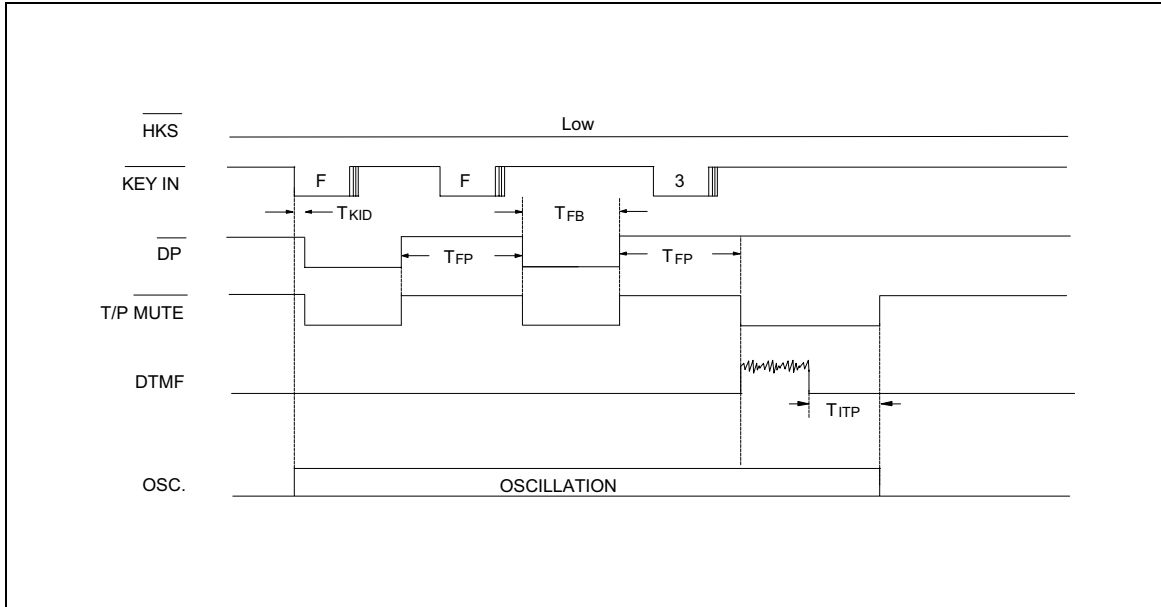 HKS
Low
KEY IN
F
F
3
TKID
TFB
DP
TFP
TFP
T/P MUTE
DTMF
TITP
OSC.
OSCILLATION